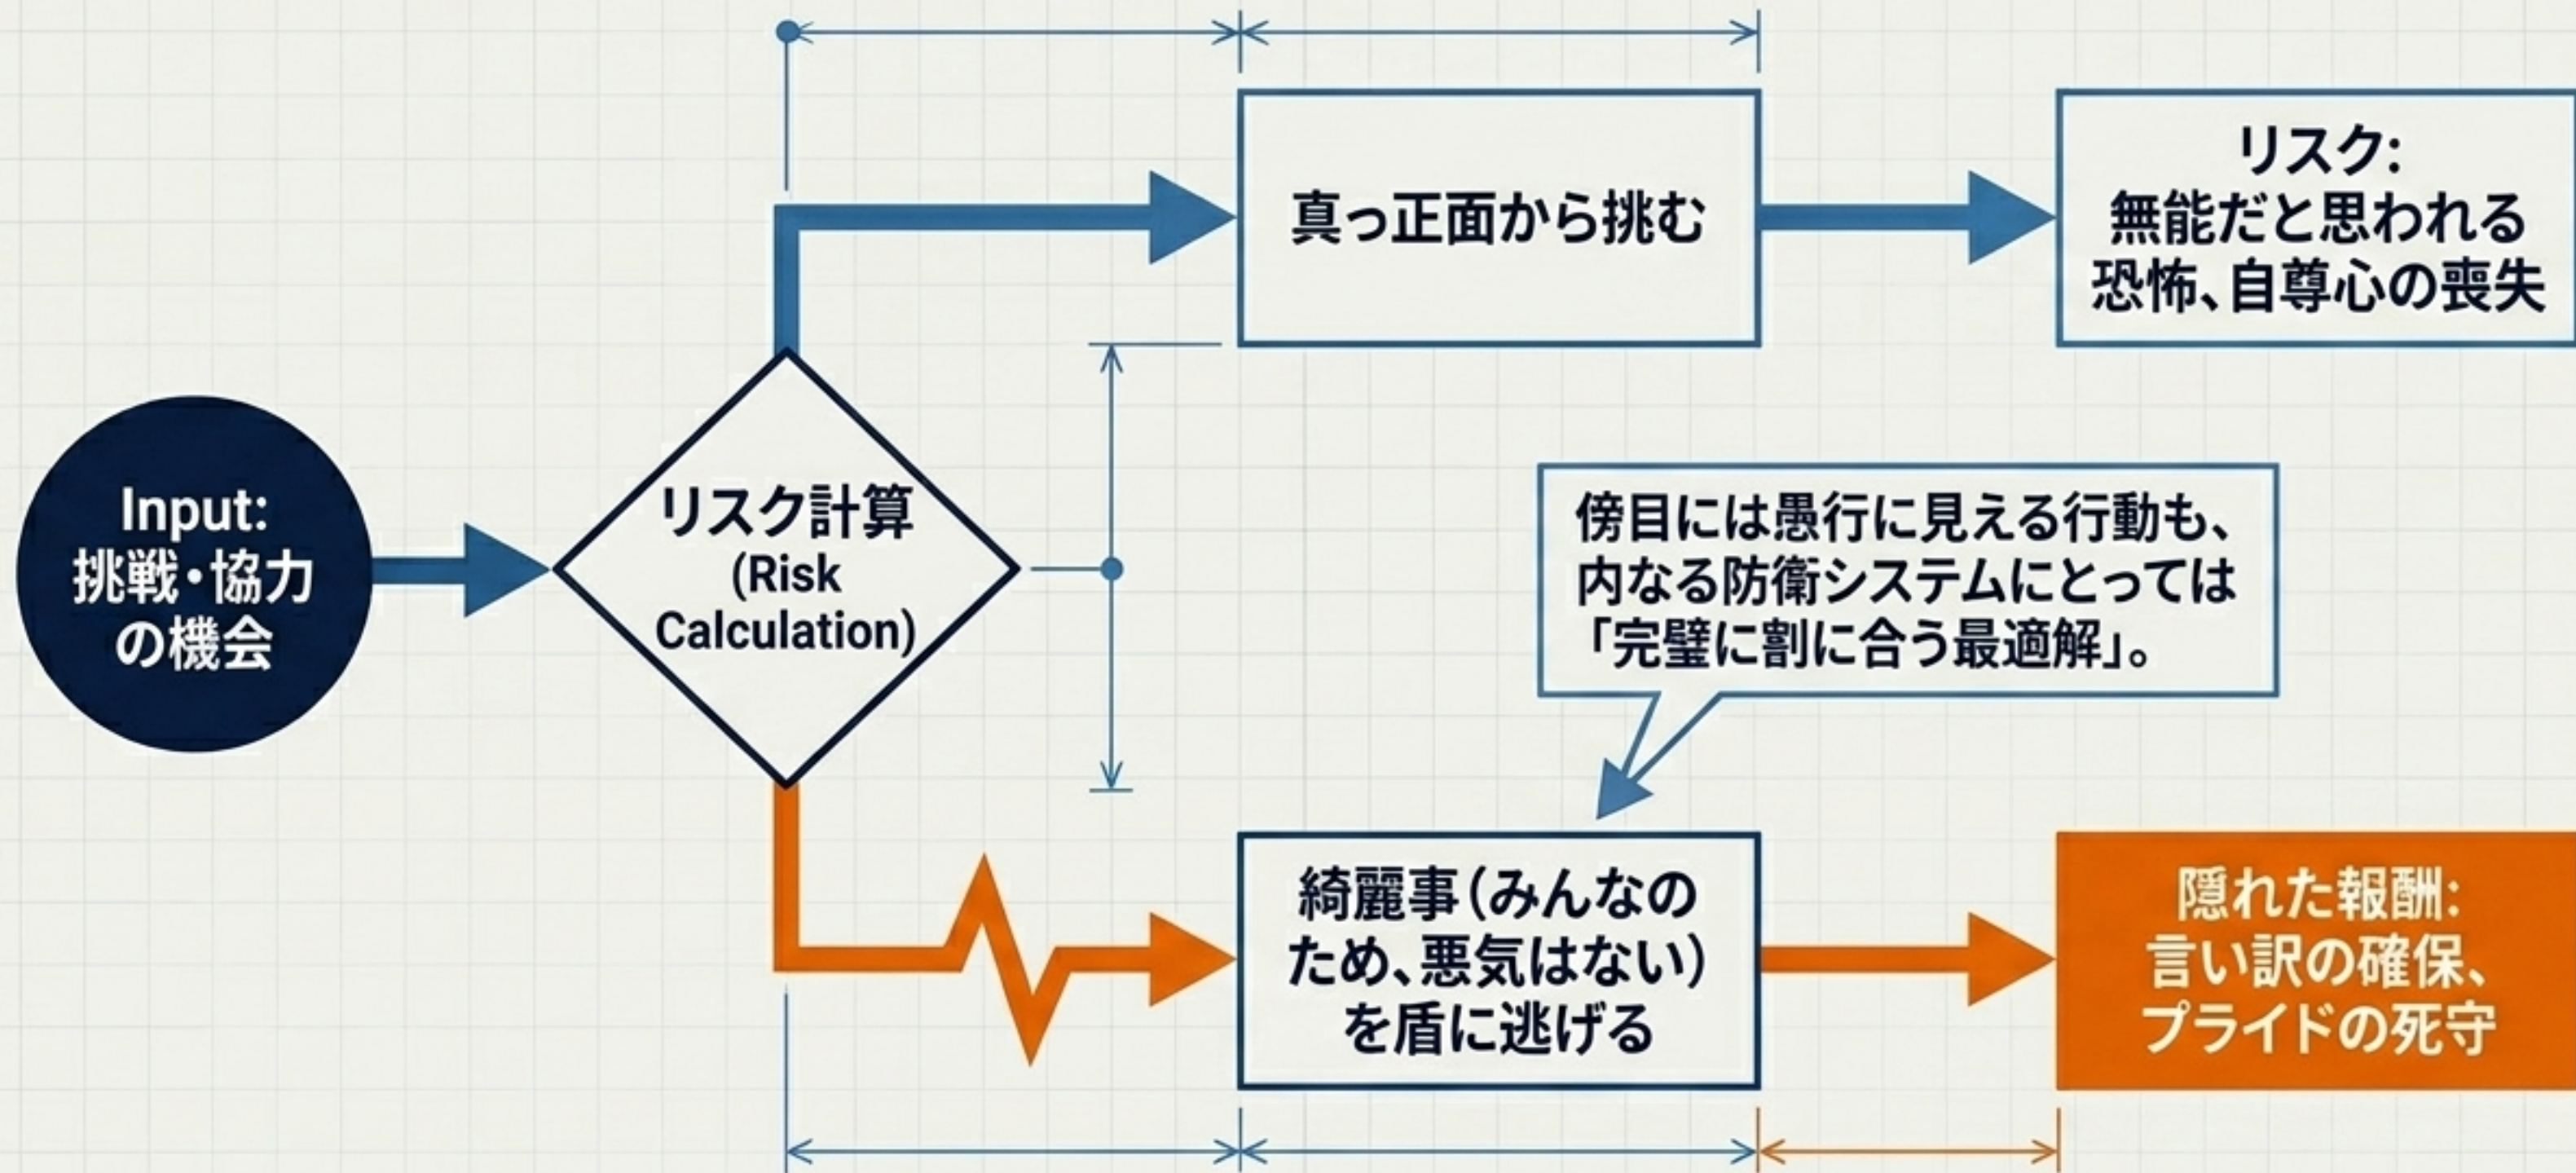 Input:
挑戦・協力
の機会
リスク計算
(Risk
Calculation)
真っ正面から挑む
リスク:
無能だと思われる
恐怖、自尊心の喪失
傍目には愚行に見える行動も、
内なる防衛システムにとっては
「完璧に割に合う最適解」。
綺麗事（みんなの
ため、悪気はない）
を盾に逃げる
隠れた報酬:
言い訳の確保、
プライドの死守